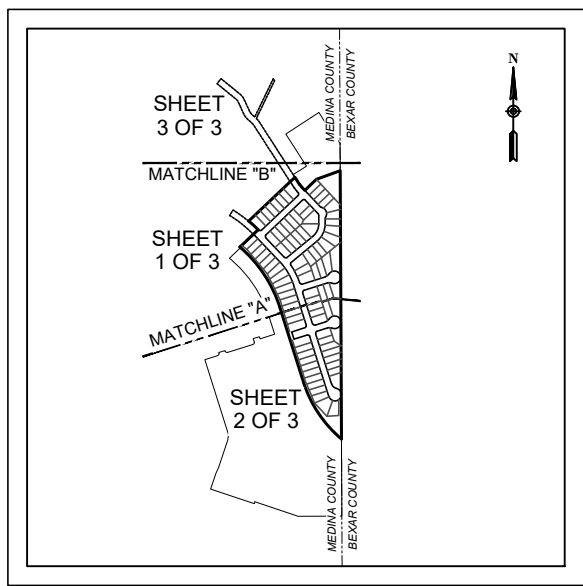 MEDINA COUNTY
BEXAR COUNTY
N
SHEET
3 OF 3
MATCHLINE "B"
SHEET
1 OF 3
MATCHLINE "A"
SHEET
2 OF 3
MEDINA COUNTY
BEXAR COUNTY